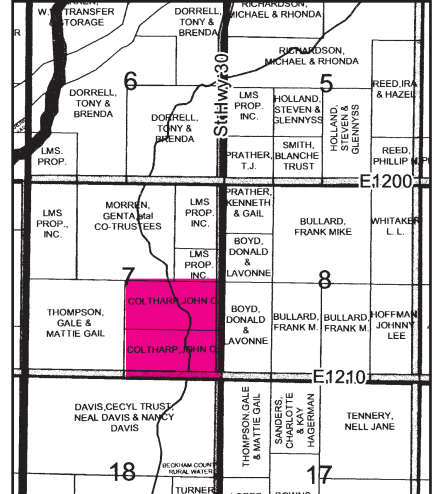 W. TRANSFER
& STORAGE
R
DORRELL,
TONY &
BRENDA
RICHARDSON,
MICHAEL & RHONDA
RICHARDSON,
MICHAEL & RHONDA
6
5
St Hwy 30
DORRELL,
TONY &
BRENDA
DORRELL,
TONY &
BRENDA
LMS
PROP
INC.
HOLLAND,
STEVEN &
GLENNYSS
HOLLAND,
STEVEN &
GLENNYSS
REED, IRA
& HAZEL
LMS.
PROP.
PRATHER,
T.J.
SMITH,
BLANCHE
TRUST
REED,
PHILLIP
E1200
LMS
PROP.,
INC.
MORREN,
GENTA, etal
CO-TRUSTEES
LMS
PROP.
INC.
PRATHER,
KENNETH
& GAIL
BULLARD,
FRANK MIKE
WHITAKER
L. L.
LMS
PROP.
INC.
BOYD,
DONALD
&
LAVONNE
7
8
COLTHARP, JOHN C
THOMPSON,
GALE &
MATTIE GAIL
COLTHARP, JOHN C
BOYD,
DONALD
&
LAVONNE
BULLARD,
FRANK M.
BULLARD,
FRANK M.
HOFFMAN
JOHNNY
LEE
E1210
DAVIS, CECYL TRUST,
NEAL DAVIS & NANCY
DAVIS
THOMPSON, GALE
& MATTIE GAIL
SANDERS,
CHARLOTTE
& KAY
HAGERMAN
TENNERY,
NELL JANE
BECKHAM COUNTY
RURAL WATER
18
17
TURNER